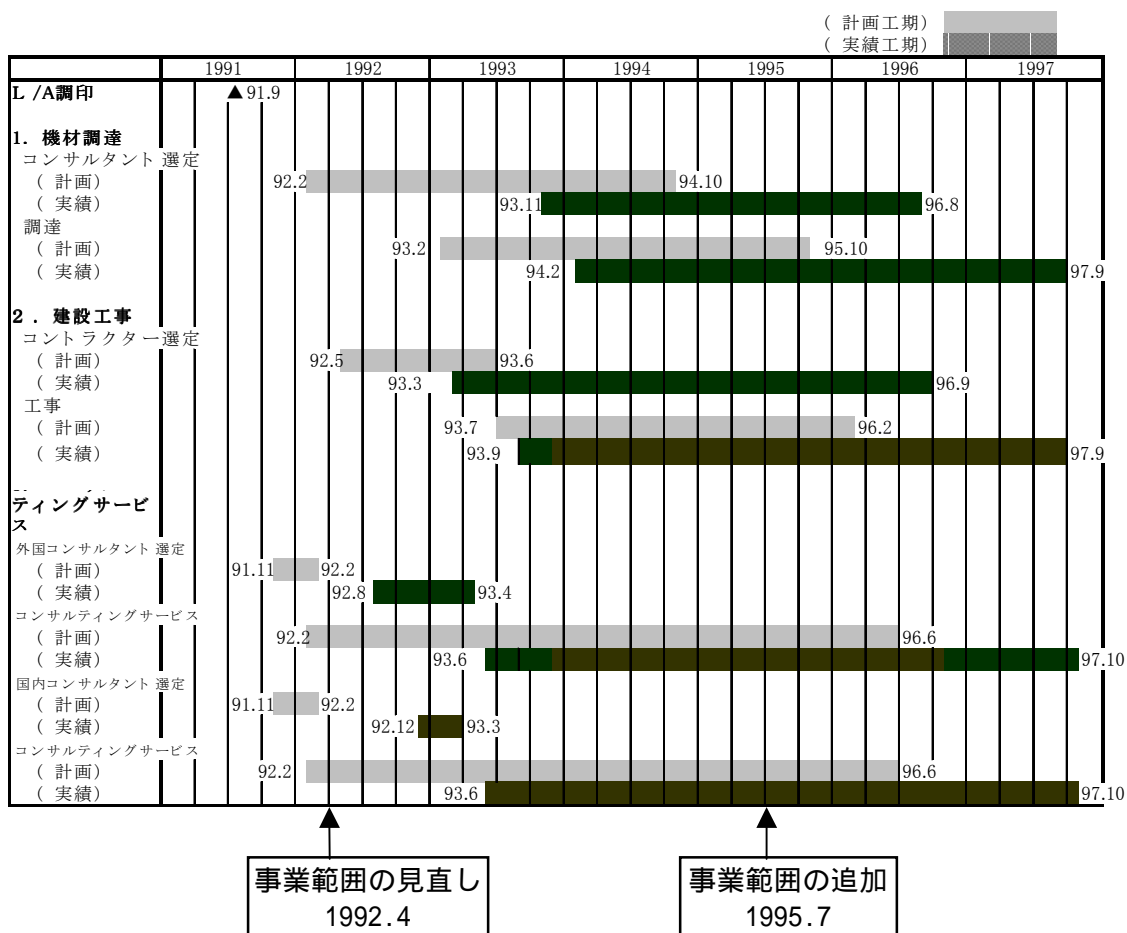 ( 計画工期)
( 実績工期)
1991 1992 1993 1994 1995 1996 1997
L /A調印 ▲ 91.9
1. 機材調達
コンサルタント 選定
( 計画) 92.2 94.10
( 実績) 93.11 96.8
調達
( 計画) 93.2 95.10
( 実績) 94.2 97.9
2 . 建設工事
コントラクター選定
( 計画) 92.5 93.6
( 実績) 93.3 96.9
工事
( 計画) 93.7 96.2
( 実績) 93.9 97.9
ティングサービ
ス
外国コンサルタント 選定
( 計画) 91.11 92.2
( 実績) 92.8 93.4
コンサルティングサービス
( 計画) 92.2 96.6
( 実績) 93.6 97.10
国内コンサルタント 選定
( 計画) 91.11 92.2
( 実績) 92.12 93.3
コンサルティングサービス
( 計画) 92.2 96.6
( 実績) 93.6 97.10
事業範囲の見直し
1992.4
事業範囲の追加
1995.7